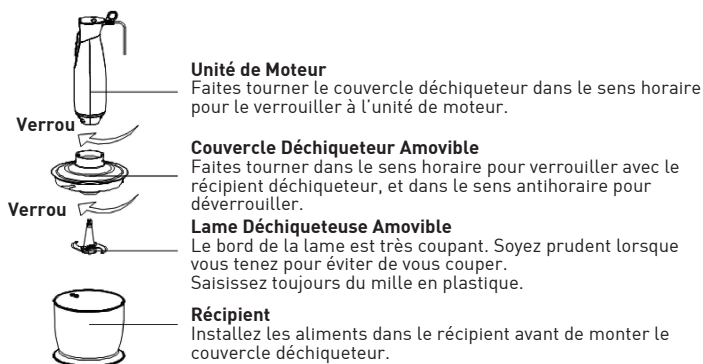 Unité de Moteur
Faites tourner le couvercle déchiqueteur dans le sens horaire
pour le verrouiller à l'unité de moteur.
Verrou
Couvercle Déchiqueteur Amovible
Faites tourner dans le sens horaire pour verrouiller avec le
récipient déchiqueteur, et dans le sens antihoraire pour
déverrouiller.
Verrou
Lame Déchiqueteuse Amovible
Le bord de la lame est très coupant. Soyez prudent lorsque
vous tenez pour éviter de vous couper.
Saisissez toujours du mille en plastique.
Récipient
Installez les aliments dans le récipient avant de monter le
couvercle déchiqueteur.